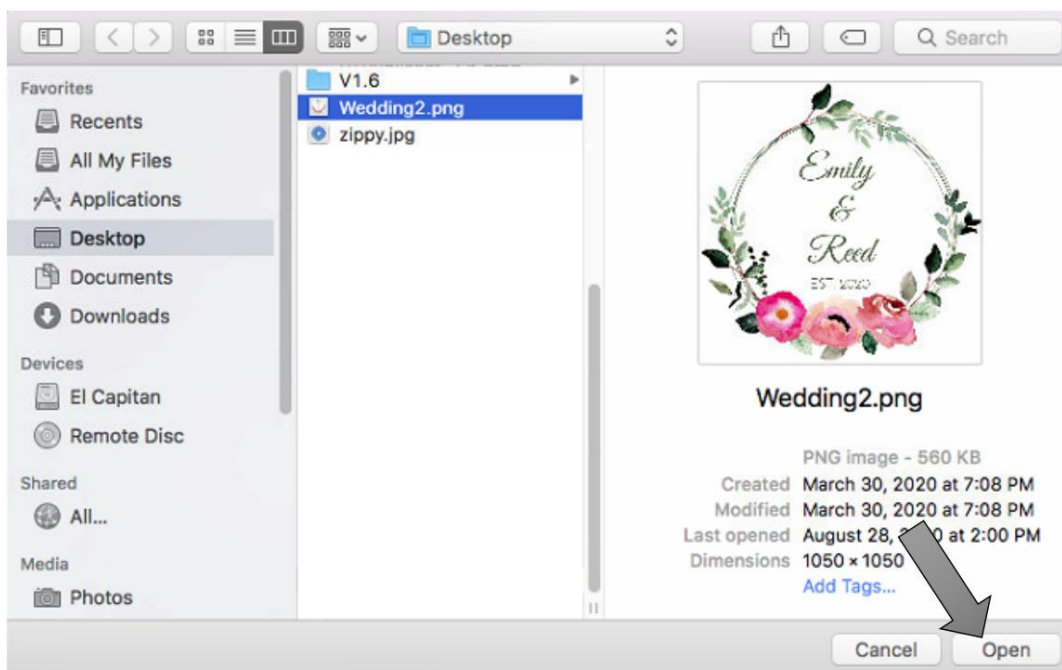 Desktop
Search
Favorites
Recents
All My Files
Applications
Desktop
Documents
Downloads
Devices
El Capitan
Remote Disc
Shared
All...
Media
Photos
V1.6
Wedding2.png
zippy.jpg
Emily
&
Reed
EST. 2020
Wedding2.png
PNG image - 560 KB
Created March 30, 2020 at 7:08 PM
Modified March 30, 2020 at 7:08 PM
Last opened August 28, at 2:00 PM
Dimensions 1050 × 1050
Add Tags...
Cancel
Open